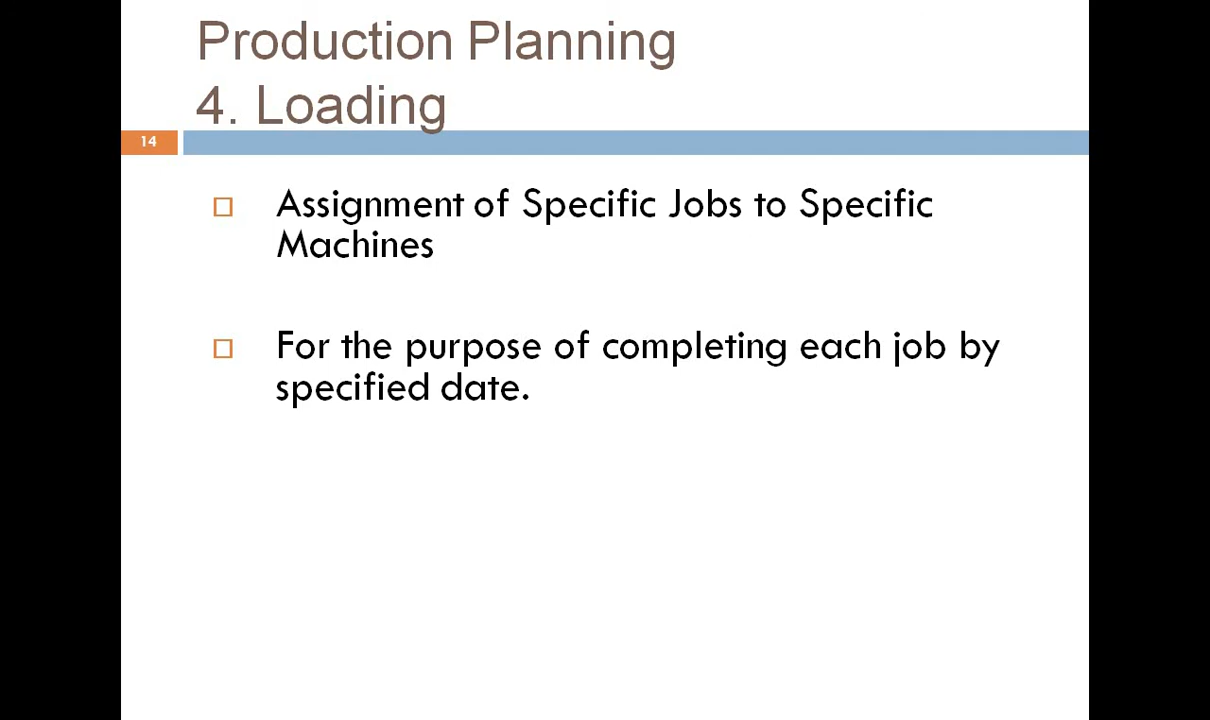 Production Planning
4. Loading
14
Assignment of Specific Jobs to Specific
Machines
For the purpose of completing each job by
specified date.